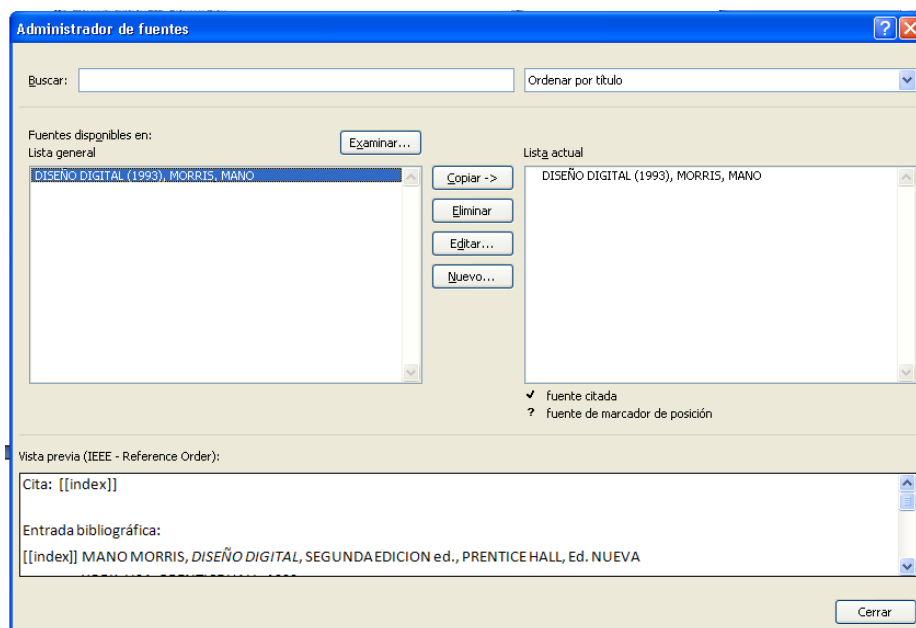 Administrador de fuentes
Buscar:
Ordenar por título
Fuentes disponibles en:
Lista general
Examinar...
Lista actual
DISEÑO DIGITAL (1993), MORRIS, MANO
Copiar ->
DISEÑO DIGITAL (1993), MORRIS, MANO
Eliminar
Editar...
Nuevo...
✓ fuente citada
? fuente de marcador de posición
Vista previa (IEEE - Reference Order):
Cita: [[index]]
Entrada bibliográfica:
[[index]] MANO MORRIS, DISEÑO DIGITAL, SEGUNDA EDICION ed., PRENTICE HALL, Ed. NUEVA
Cerrar